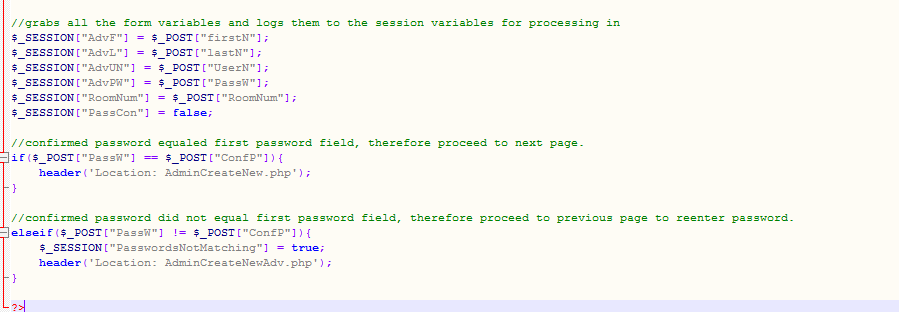 //grabs all the form variables and logs them to the session variables for processing in
$_SESSION["AdvF"] = $_POST["firstN"];
$_SESSION["AdvL"] = $_POST["lastN"];
$_SESSION["AdvUN"] = $_POST["UserN"];
$_SESSION["AdvPW"] = $_POST["PassW"];
$_SESSION["RoomNum"] = $_POST["RoomNum"];
$_SESSION["PassCon"] = false;
//confirmed password equaled first password field, therefore proceed to next page.
if($_POST["PassW"] == $_POST["ConfP"]){
header('Location: AdminCreateNew.php');
}
//confirmed password did not equal first password field, therefore proceed to previous page to reenter password.
elseif($_POST["PassW"] != $_POST["ConfP"]){
$_SESSION["PasswordsNotMatching"] = true;
header('Location: AdminCreateNewAdv.php');
}
?>